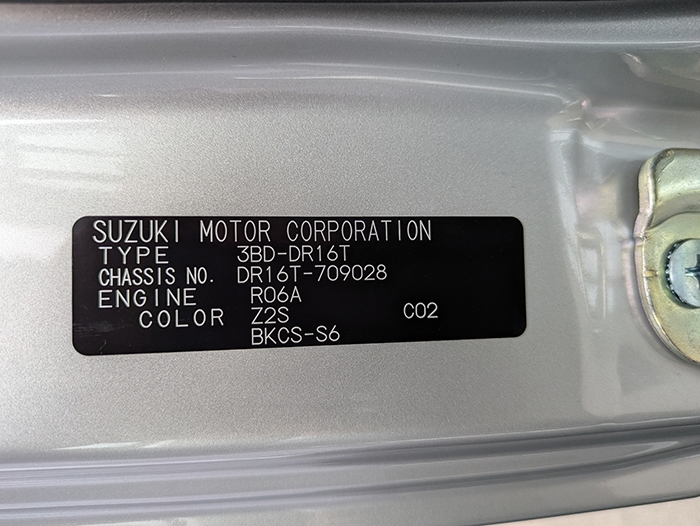 SUZUKI MOTOR CORPORATION
TYPE 3BD-DR16T
CHASSIS NO. DR16T-709028
ENGINE R06A
COLOR Z2S C02
BKCS-S6